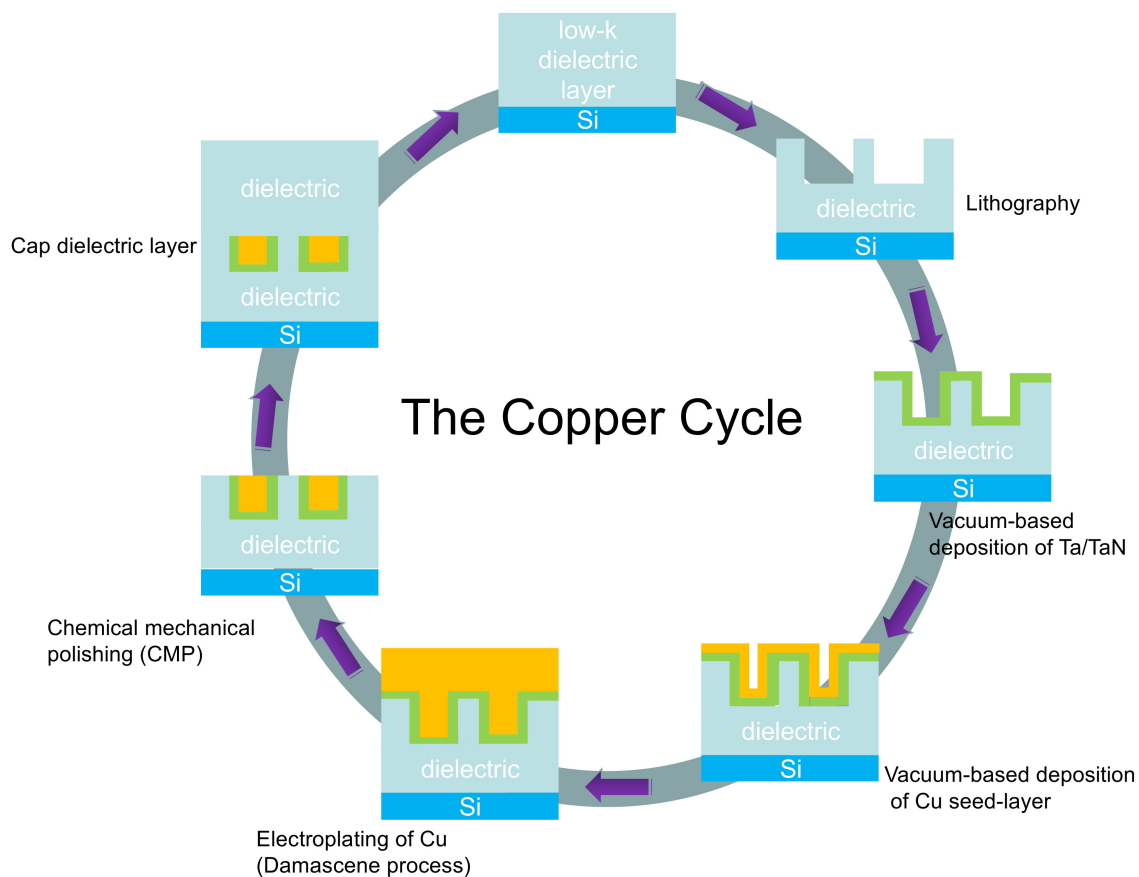 low-k
dielectric
layer
Si
dielectric
Si
Lithography
dielectric
Si
Vacuum-based
deposition of Ta/TaN
dielectric
Si
Vacuum-based deposition
of Cu seed-layer
dielectric
Si
Electroplating of Cu
(Damascene process)
dielectric
Si
Chemical mechanical
polishing (CMP)
dielectric
Cap dielectric layer
dielectric
Si
The Copper Cycle